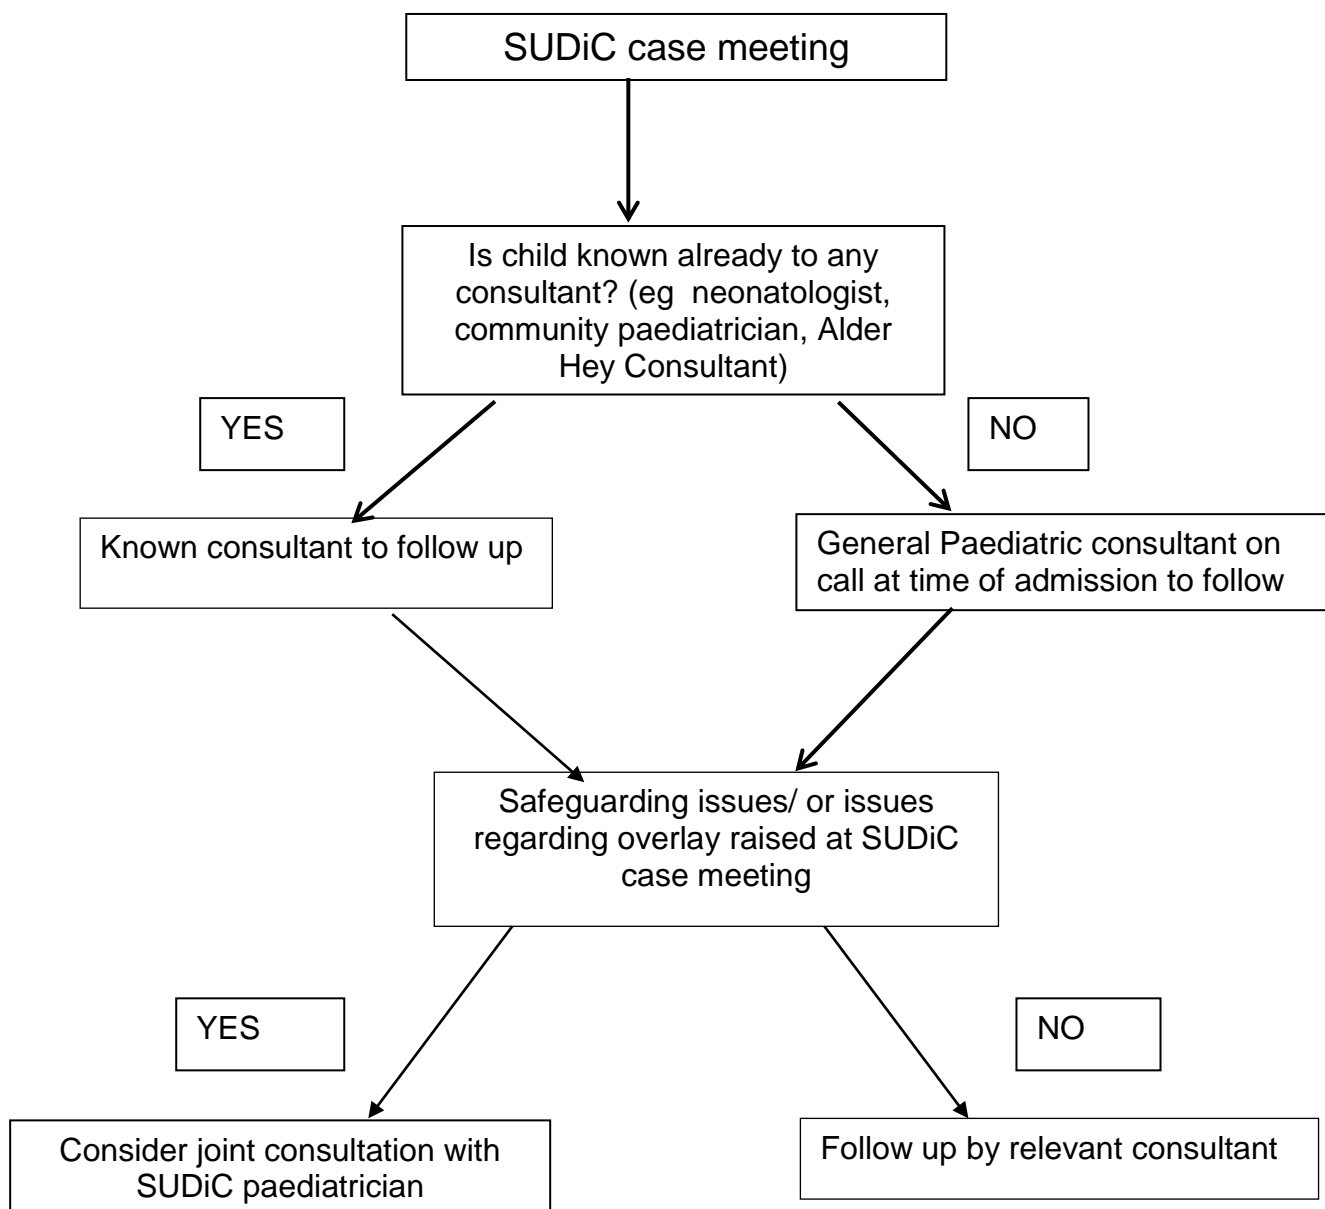 SUDiC case meeting
Is child known already to any
consultant? (eg  neonatologist,
community paediatrician, Alder
Hey Consultant)
YES
NO
Known consultant to follow up
General Paediatric consultant on
call at time of admission to follow
Safeguarding issues/ or issues
regarding overlay raised at SUDiC
case meeting
YES
NO
Consider joint consultation with
SUDiC paediatrician
Follow up by relevant consultant